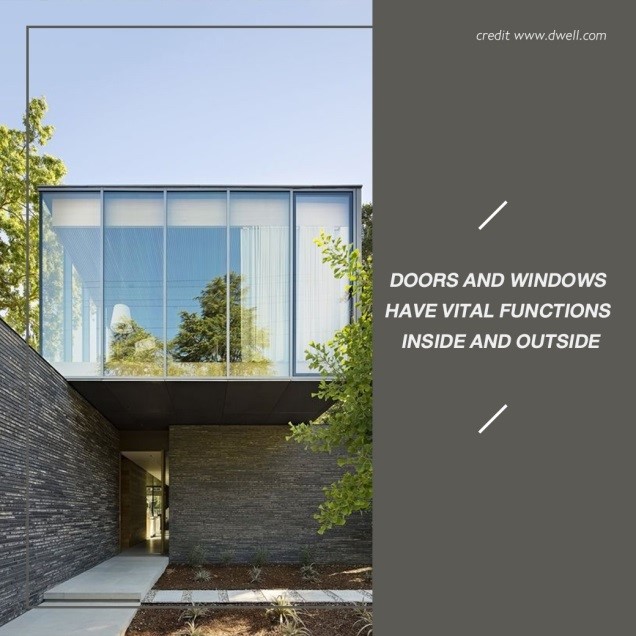 credit www.dwell.com
DOORS AND WINDOWS
HAVE VITAL FUNCTIONS
INSIDE AND OUTSIDE